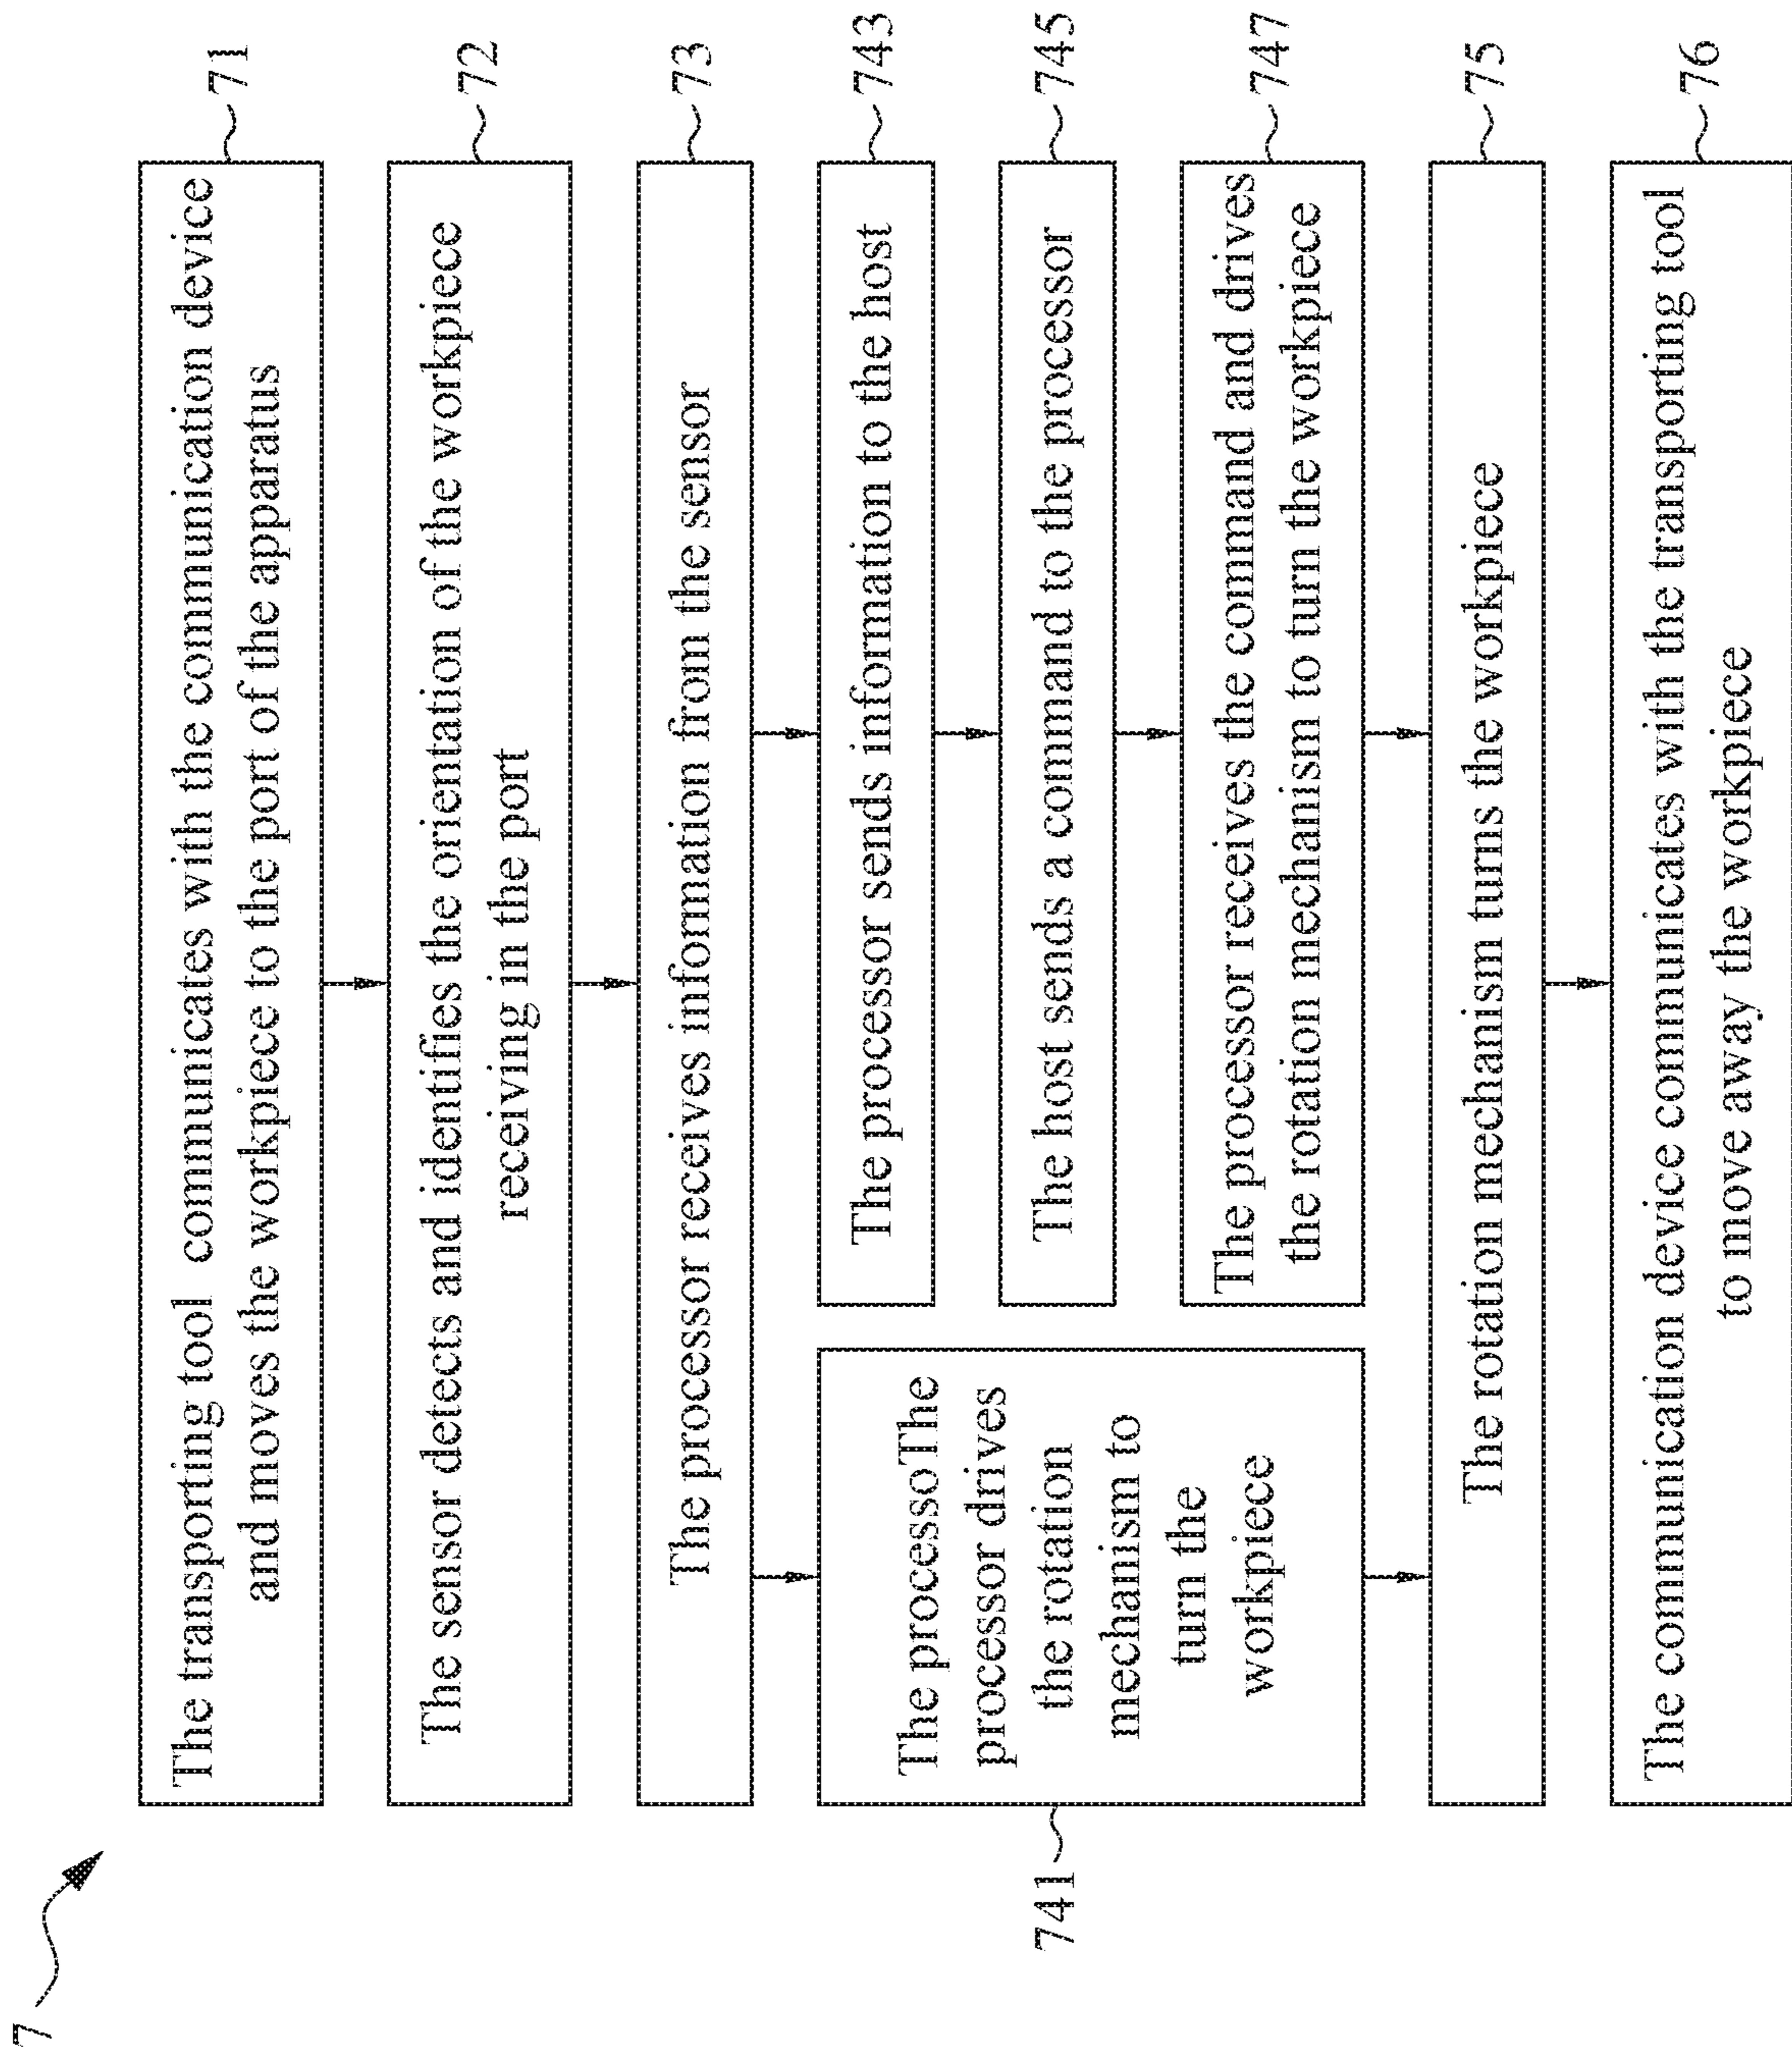 7
The transporting tool communicates with the communication device
and moves the workpiece to the port of the apparatus
71
The sensor detects and identifies the orientation of the workpiece
receiving in the port
72
The processor receives information from the sensor
73
The processoThe
processor drives
the rotation
mechanism to
turn the
workpiece
741
The processor sends information to the host
743
The host sends a command to the processor
745
The processor receives the command and drives
the rotation mechanism to turn the workpiece
747
The rotation mechanism turns the workpiece
75
The communication device communicates with the transporting tool
to move away the workpiece
76